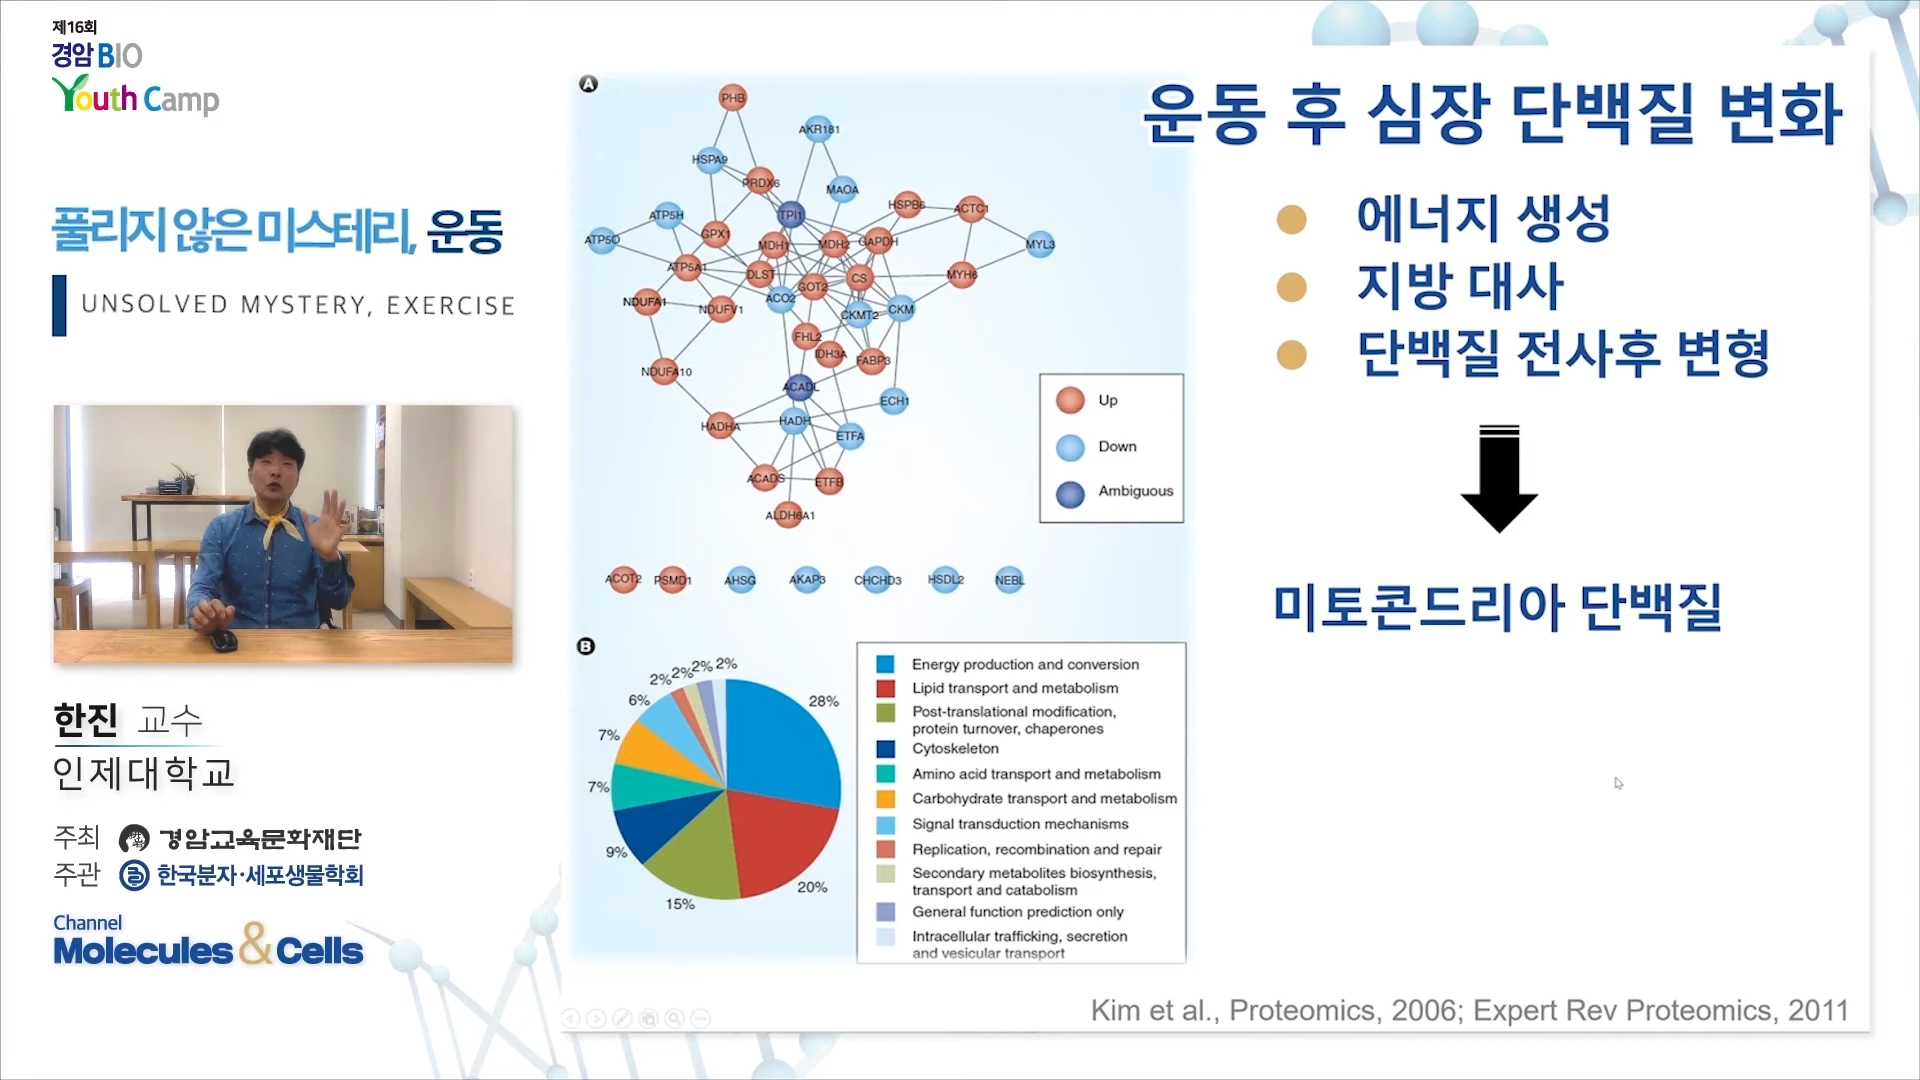 제16회
경암 BIO
Youth Camp
풀리지 않은 미스테리, 운동
UNSOLVED MYSTERY, EXERCISE
한진 교수
인제대학교
주최 경암교육문화재단
주관 한국분자·세포생물학회
Channel
Molecules & Cells
운동 후 심장 단백질 변화
에너지 생성
지방 대사
단백질 전사후 변형
미토콘드리아 단백질
A
PHB
AKR181
HSPA9
PRDX6
MAOA
HSPB6
ACTC1
ATP5H
TPI1
ATP5O
GPX1
MDH1
MDH2
GAPDH
MYL3
ATP5A1
DLST
CS
MYH6
GOT2
NDUFA1
ACO2
NDUFV1
CKMT2
CKM
FHL2
IDH3A
FABP3
NDUFA10
ACADL
ECH1
HADHA
HADH
ETFA
ACADS
ETFB
ALDH6A1
Up
Down
Ambiguous
ACOT2
PSMD1
AHSG
AKAP3
CHCHD3
HSDL2
NEBL
B
28%
20%
15%
9%
7%
7%
6%
2%
2%
2%
2%
Energy production and conversion
Lipid transport and metabolism
Post-translational modification,
protein turnover, chaperones
Cytoskeleton
Amino acid transport and metabolism
Carbohydrate transport and metabolism
Signal transduction mechanisms
Replication, recombination and repair
Secondary metabolites biosynthesis,
transport and catabolism
General function prediction only
Intracellular trafficking, secretion
and vesicular transport
Kim et al., Proteomics, 2006; Expert Rev Proteomics, 2011